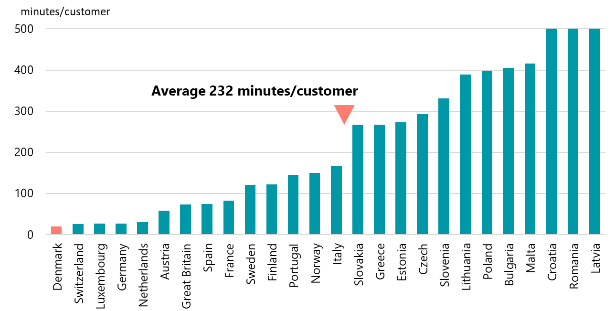 minutes/customer
500
400
300
200
100
0
Average 232 minutes/customer
Denmark
Switzerland
Luxembourg
Germany
Netherlands
Austria
Great Britain
Spain
France
Sweden
Finland
Portugal
Norway
Italy
Slovakia
Greece
Estonia
Czech
Slovenia
Lithuania
Poland
Bulgaria
Malta
Croatia
Romania
Latvia